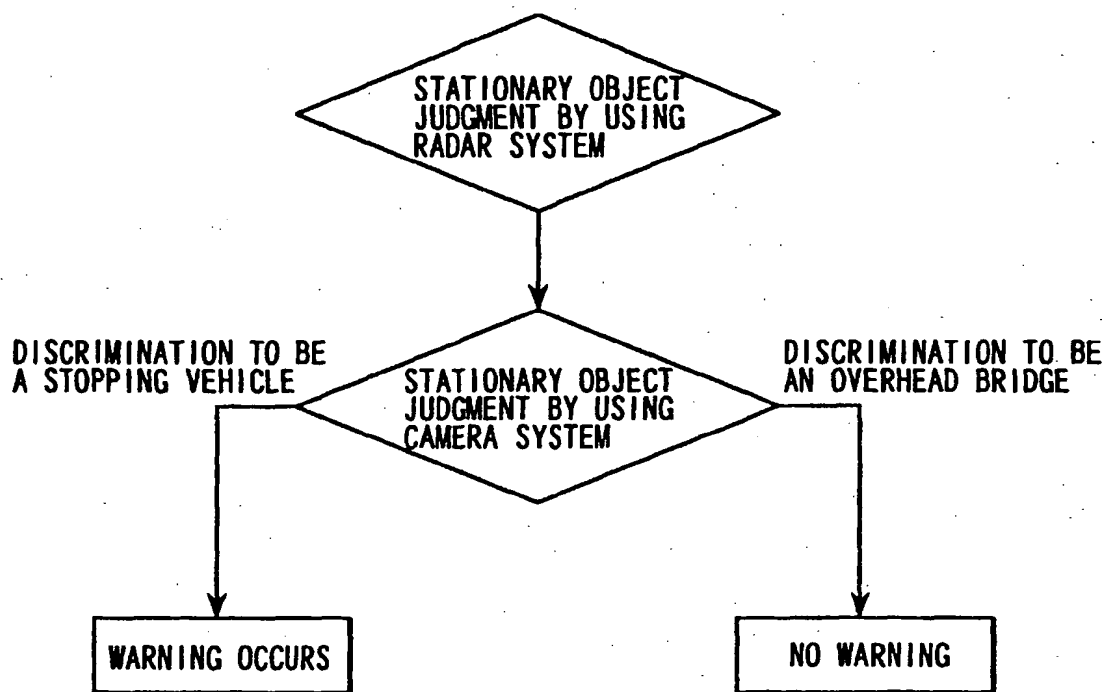 STATIONARY OBJECT
JUDGMENT BY USING
RADAR SYSTEM
DISCRIMINATION TO BE
A STOPPING VEHICLE
STATIONARY OBJECT
JUDGMENT BY USING
CAMERA SYSTEM
DISCRIMINATION TO BE
AN OVERHEAD BRIDGE
WARNING OCCURS
NO WARNING